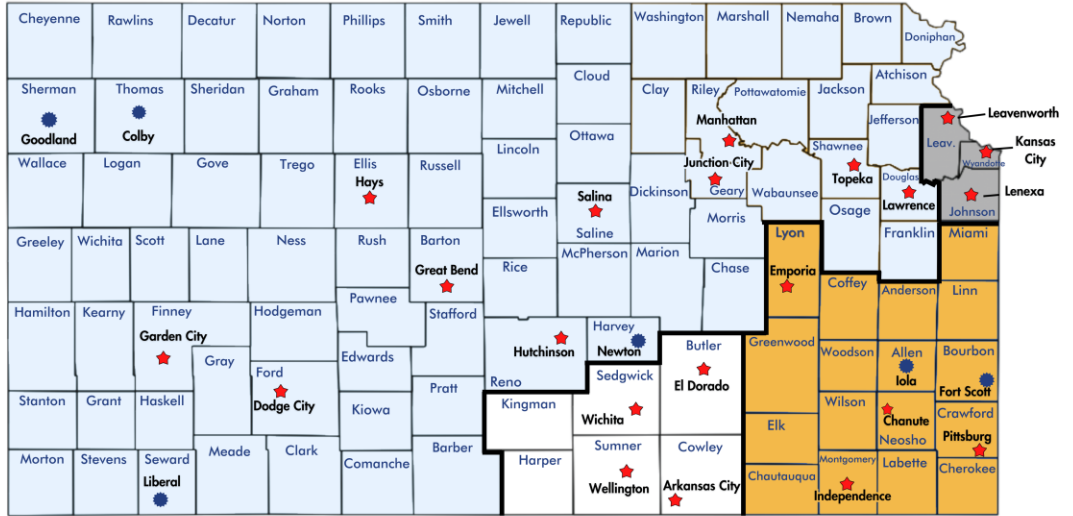 Cheyenne
Rawlins
Decatur
Norton
Phillips
Smith
Jewell
Republic
Washington
Marshall
Nemaha
Brown
Doniphan
Sherman
Goodland
Thomas
Colby
Sheridan
Graham
Rooks
Osborne
Mitchell
Cloud
Clay
Riley
Manhattan
Pottawatomie
Jackson
Atchison
Jefferson
Leavenworth
Leav.
Kansas
City
Wyandotte
Lenexa
Johnson
Wallace
Logan
Gove
Trego
Ellis
Hays
Russell
Lincoln
Ottawa
Salina
Saline
Dickinson
Junction City
Geary
Wabaunsee
Shawnee
Topeka
Douglas
Lawrence
Ellsworth
Morris
Osage
Franklin
Miami
Greeley
Wichita
Scott
Lane
Ness
Rush
Barton
Great Bend
Rice
McPherson
Marion
Chase
Lyon
Emporia
Coffey
Anderson
Linn
Hamilton
Kearny
Finney
Garden City
Hodgeman
Pawnee
Stafford
Hutchinson
Reno
Harvey
Newton
Butler
El Dorado
Greenwood
Woodson
Allen
Iola
Bourbon
Fort Scott
Gray
Ford
Dodge City
Edwards
Stanton
Grant
Haskell
Kiowa
Pratt
Kingman
Sedgwick
Wichita
Elk
Wilson
Chanute
Neosho
Crawford
Pittsburg
Morton
Stevens
Seward
Liberal
Meade
Clark
Comanche
Barber
Harper
Sumner
Wellington
Cowley
Arkansas City
Chautauqua
Montgomery
Independence
Labette
Cherokee